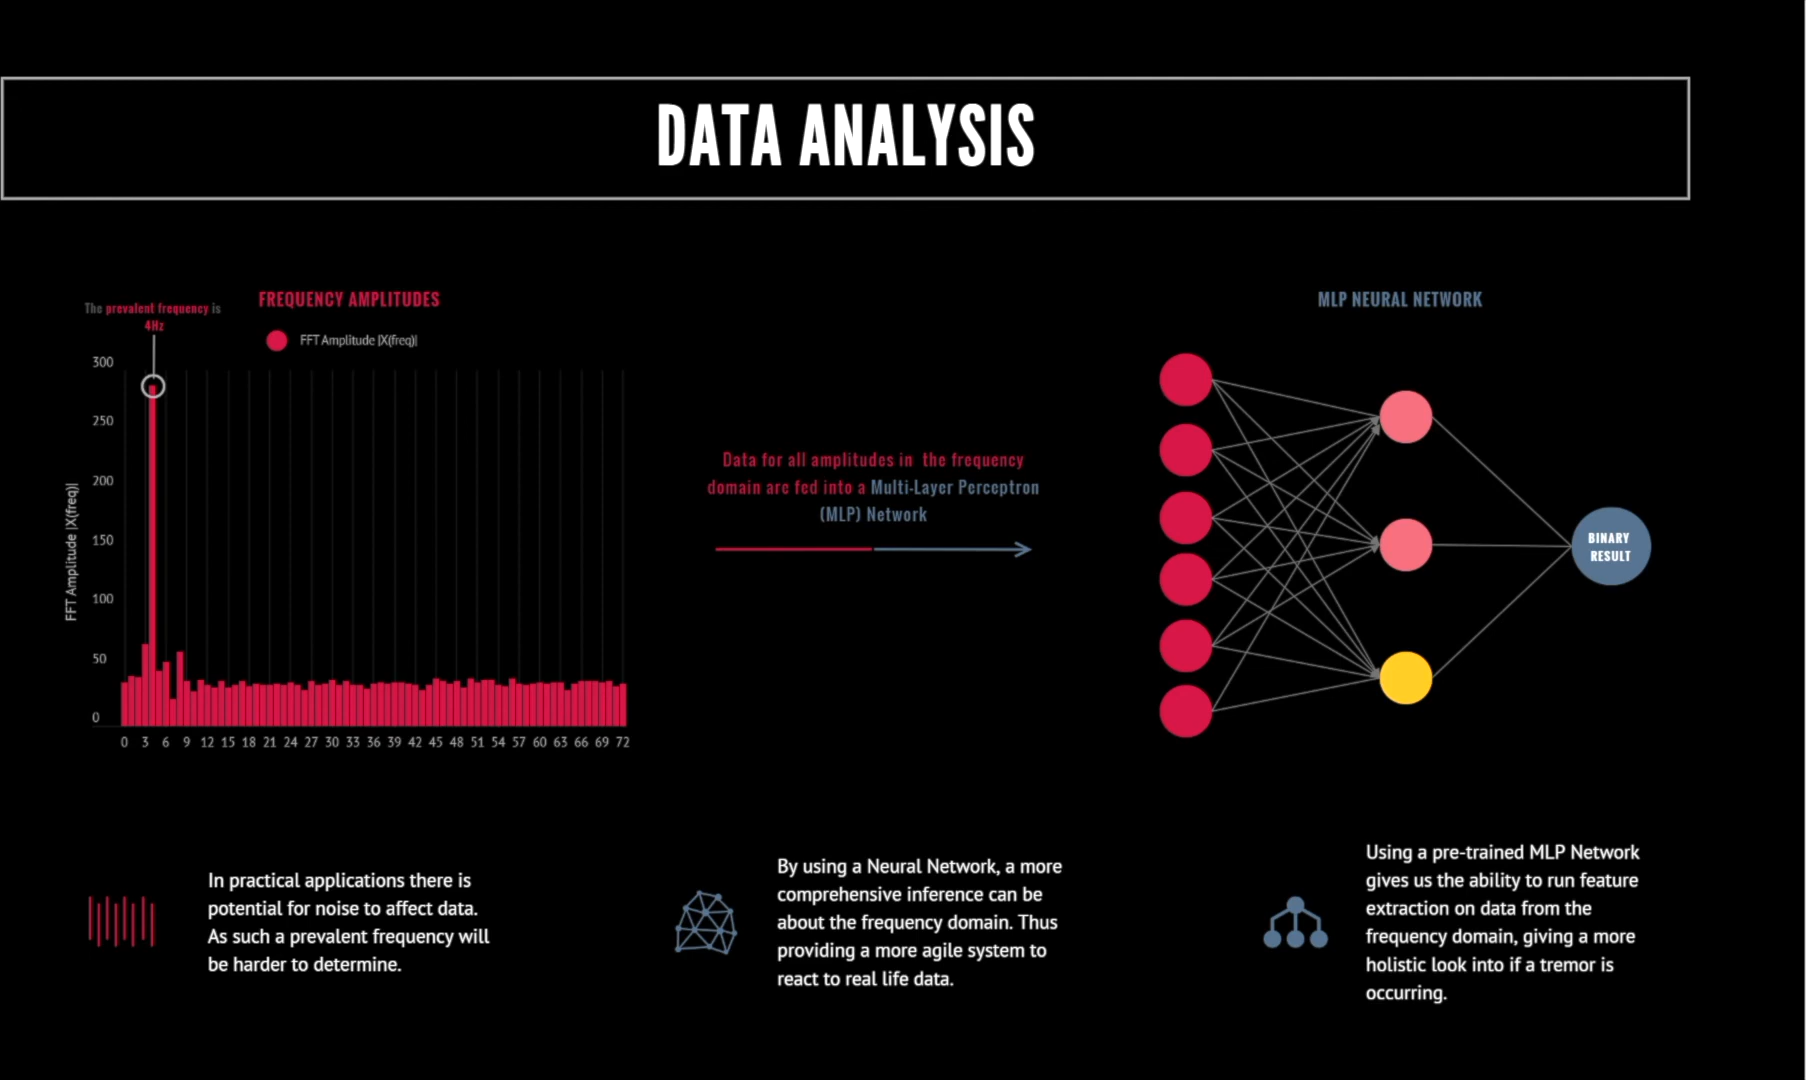 DATA ANALYSIS
The prevalent frequency is
4Hz
FREQUENCY AMPLITUDES
FFT Amplitude |X(freq)|
300
250
200
150
100
50
0
FFT Amplitude |X(freq)|
0 3 6 9 12 15 18 21 24 27 30 33 36 39 42 45 48 51 54 57 60 63 66 69 72
Data for all amplitudes in the frequency
domain are fed into a Multi-Layer Perceptron
(MLP) Network
MLP NEURAL NETWORK
BINARY
RESULT
In practical applications there is
potential for noise to affect data.
As such a prevalent frequency will
be harder to determine.
By using a Neural Network, a more
comprehensive inference can be
about the frequency domain. Thus
providing a more agile system to
react to real life data.
Using a pre-trained MLP Network
gives us the ability to run feature
extraction on data from the
frequency domain, giving a more
holistic look into if a tremor is
occurring.